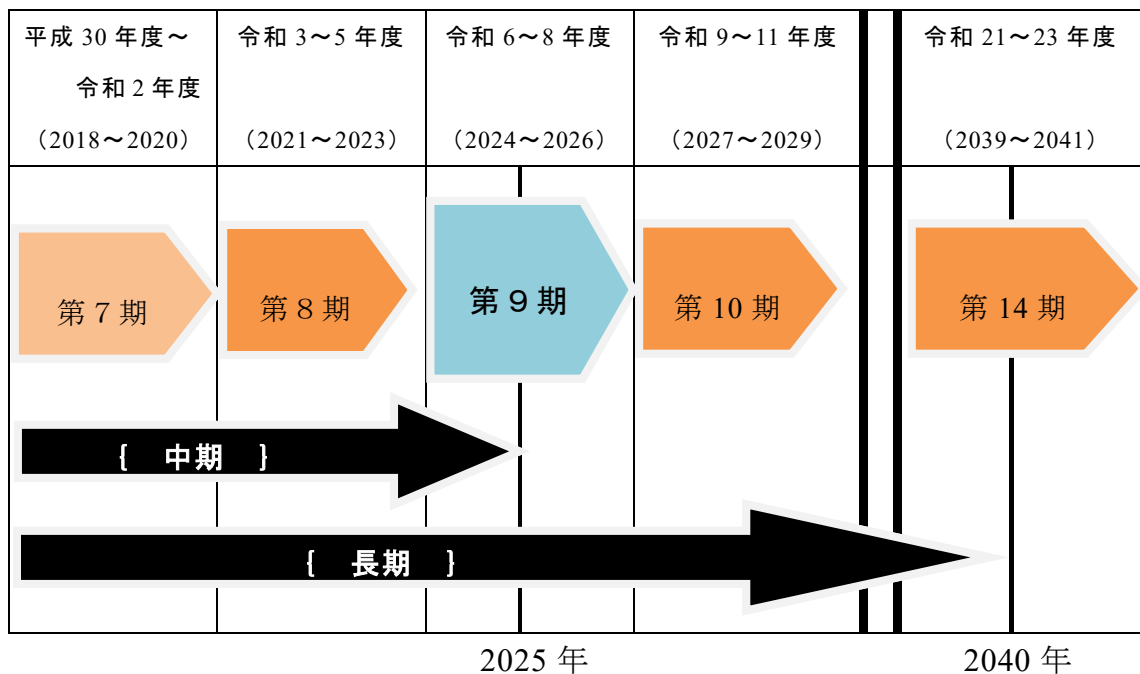 平成 30 年度～
令和 2 年度
（2018～2020）
令和 3～5 年度
（2021～2023）
令和 6～8 年度
（2024～2026）
令和 9～11 年度
（2027～2029）
令和 21～23 年度
（2039～2041）
第 7 期
第 8 期
第 9 期
第 10 期
第 14 期
｛ 中期 ｝
｛ 長期 ｝
2025 年
2040 年